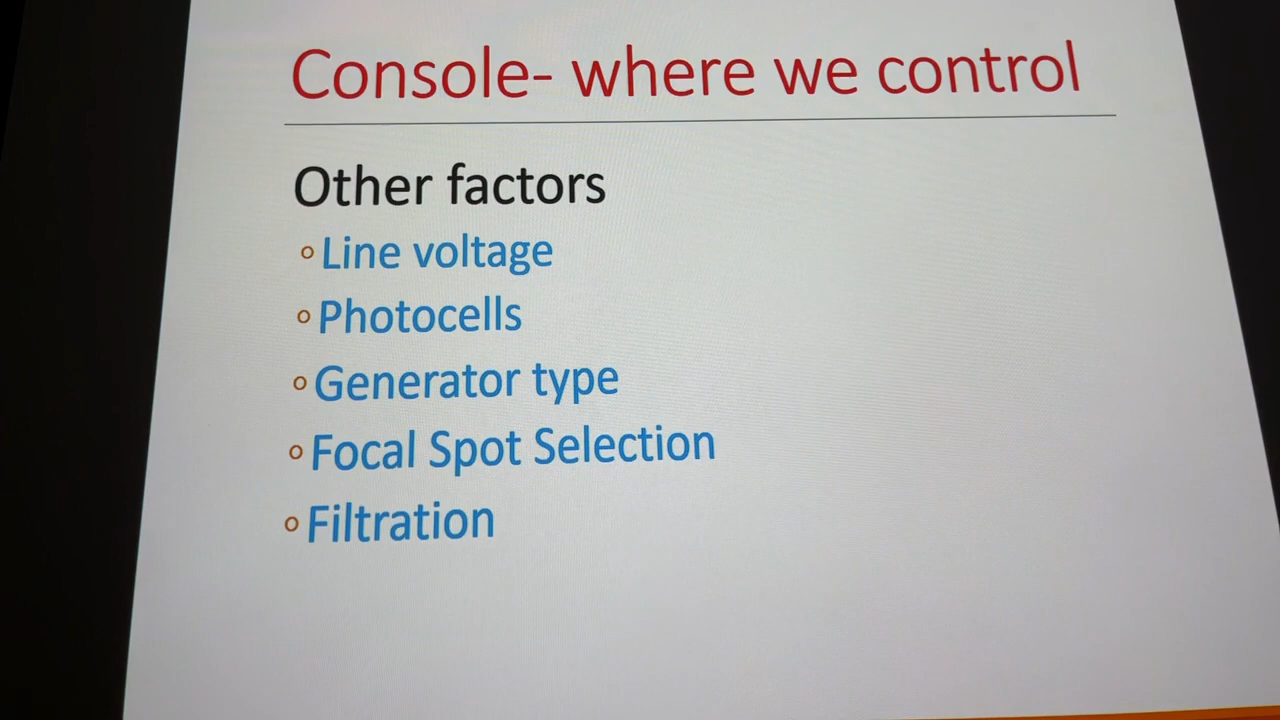 Console- where we control
Other factors
Line voltage
Photocells
Generator type
Focal Spot Selection
Filtration